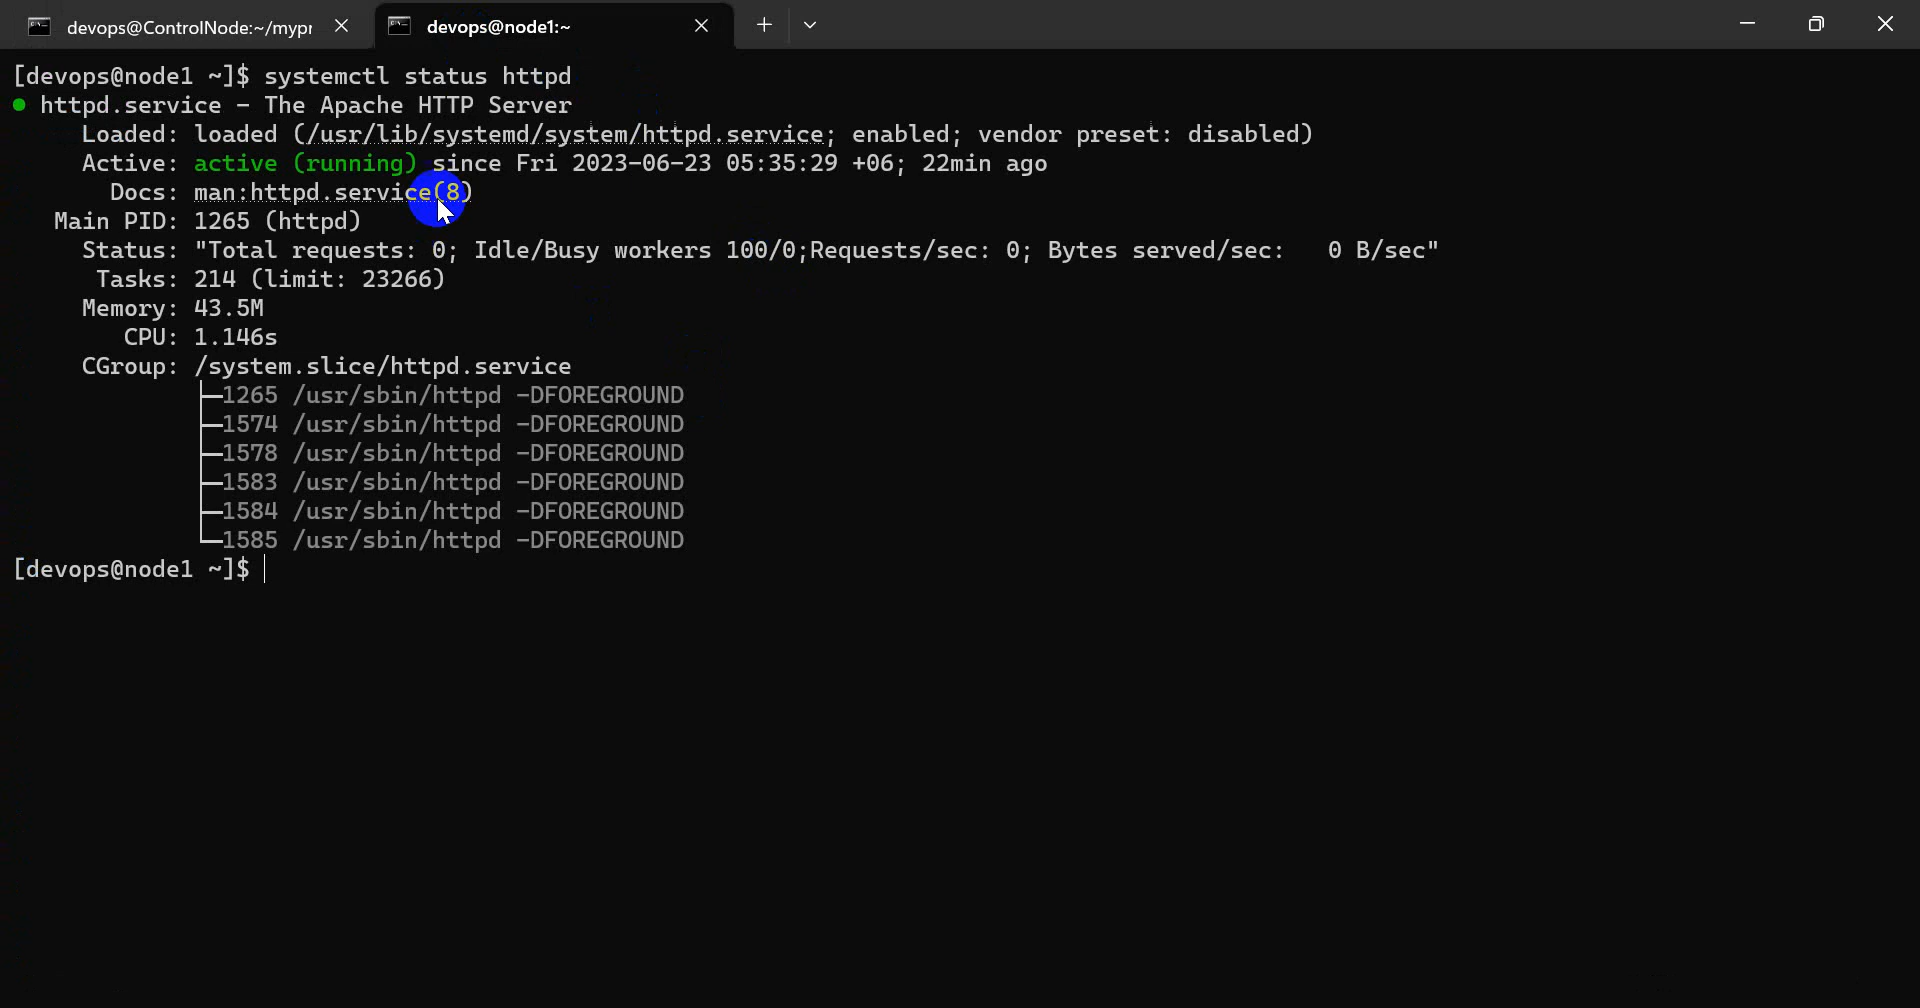 devops@ControlNode:~/mypr
devops@node1:~
[devops@node1 ~]$ systemctl status httpd
● httpd.service - The Apache HTTP Server
Loaded: loaded (/usr/lib/systemd/system/httpd.service; enabled; vendor preset: disabled)
Active: active (running) since Fri 2023-06-23 05:35:29 +06; 22min ago
Docs: man:httpd.service(8)
Main PID: 1265 (httpd)
Status: "Total requests: 0; Idle/Busy workers 100/0;Requests/sec: 0; Bytes served/sec:   0 B/sec"
Tasks: 214 (limit: 23266)
Memory: 43.5M
CPU: 1.146s
CGroup: /system.slice/httpd.service
├─1265 /usr/sbin/httpd -DFOREGROUND
├─1574 /usr/sbin/httpd -DFOREGROUND
├─1578 /usr/sbin/httpd -DFOREGROUND
├─1583 /usr/sbin/httpd -DFOREGROUND
├─1584 /usr/sbin/httpd -DFOREGROUND
└─1585 /usr/sbin/httpd -DFOREGROUND
[devops@node1 ~]$